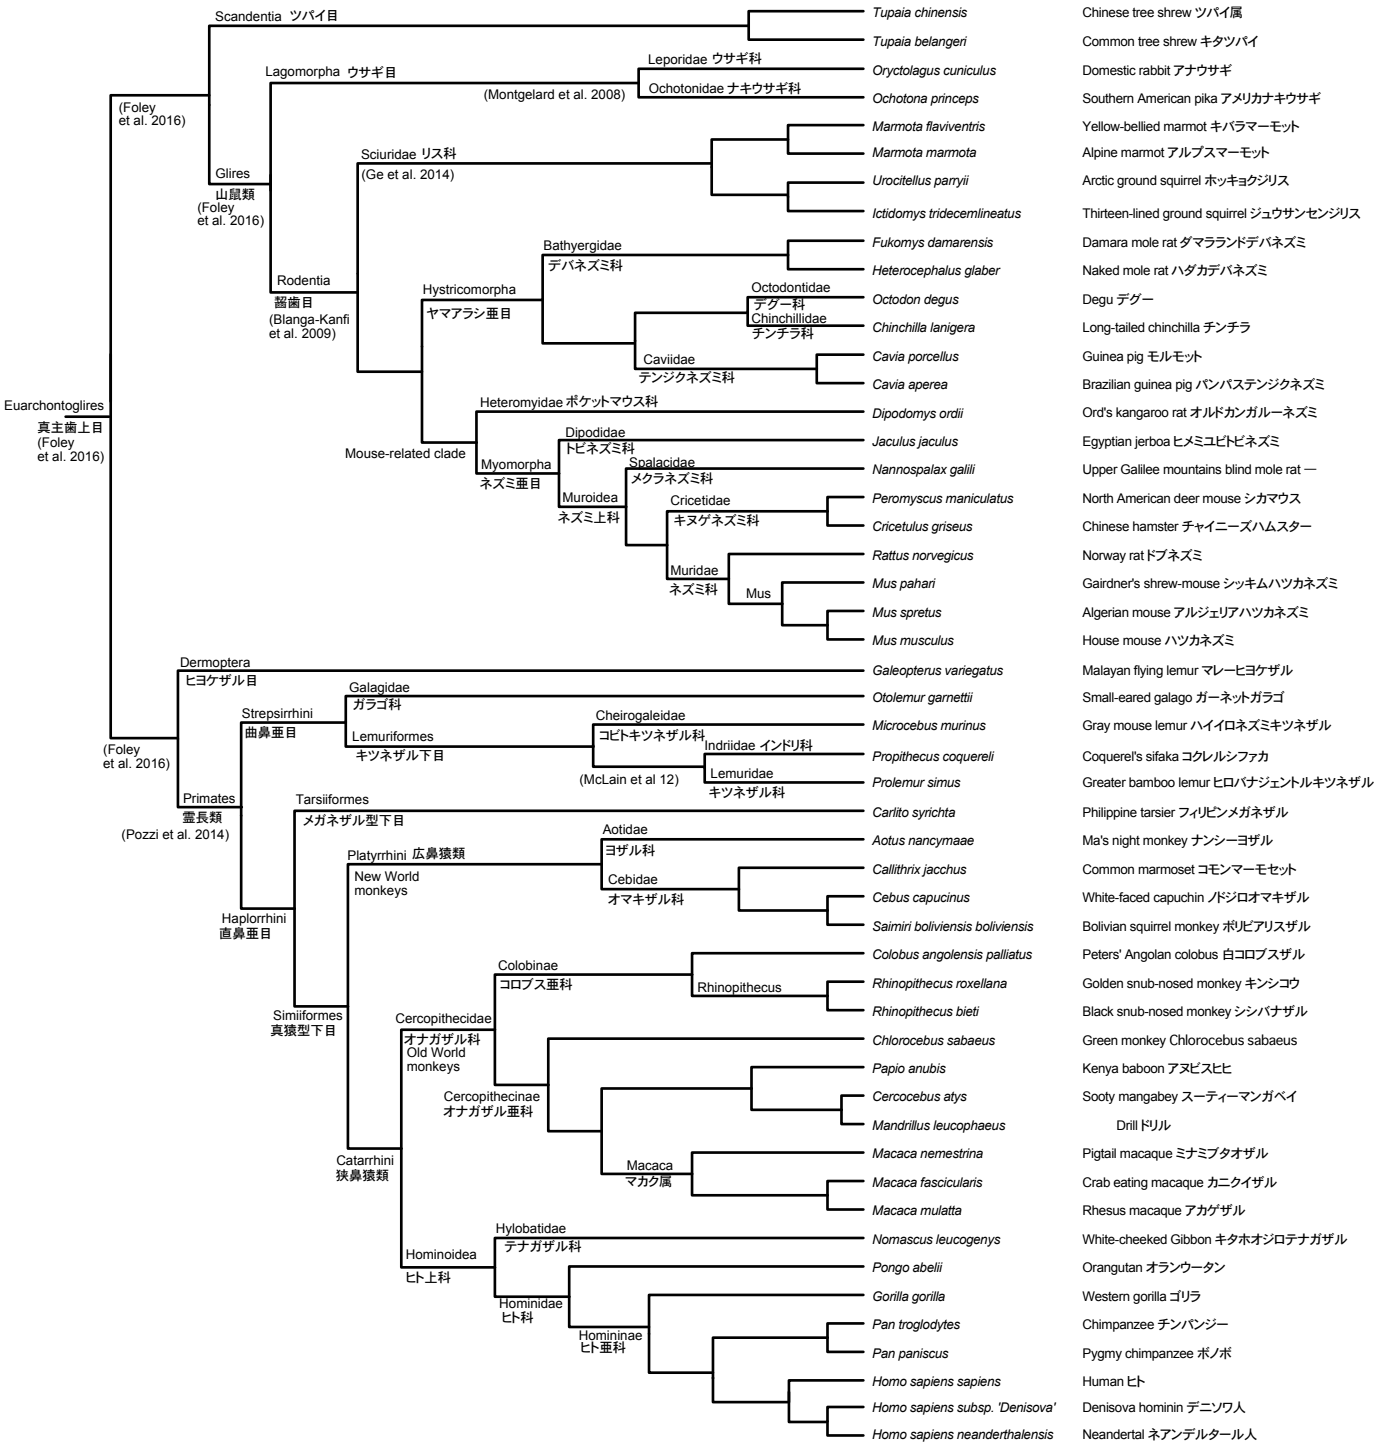 Scandentia ツパイ目
Tupaia chinensis Chinese tree shrew ツパイ属
Tupaia belangeri Common tree shrew キタツパイ
Leporidae ウサギ科
Lagomorpha ウサギ目
Oryctolagus cuniculus Domestic rabbit アナウサギ
(Montgelard et al. 2008)
Ochotonidae ナキウサギ科
Ochotona princeps Southern American pika アメリカナキウサギ
(Foley
et al. 2016)
Marmota flaviventris Yellow-bellied marmot キバラマーモット
Sciuridae リス科
Marmota marmota Alpine marmot アルプスマーモット
(Ge et al. 2014)
Glires
山鼠類
(Foley
et al. 2016)
Urocitellus parryii Arctic ground squirrel ホッキョクジリス
Ictidomys tridecemlineatus Thirteen-lined ground squirrel ジュウサンセンジリス
Bathyergidae
デバネズミ科
Fukomys damarensis Damara mole rat ダマラランドデバネズミ
Heterocephalus glaber Naked mole rat ハダカデバネズミ
Rodentia
齧歯目
(Blanga-Kanfi
et al. 2009)
Hystricomorpha
ヤマアラシ亜目
Octodontidae
デグー科
Octodon degus Degu デグー
Chinchillidae
チンチラ科
Chinchilla lanigera Long-tailed chinchilla チンチラ
Caviidae
テンジクネズミ科
Cavia porcellus Guinea pig モルモット
Cavia aperea Brazilian guinea pig パンパステンジクネズミ
Euarchontoglires
真主齧上目
(Foley
et al. 2016)
Heteromyidae ポケットマウス科
Dipodomys ordii Ord's kangaroo rat オルドカンガルーネズミ
Mouse-related clade
Dipodidae
トビネズミ科
Jaculus jaculus Egyptian jerboa ヒメミユビトビネズミ
Myomorpha
ネズミ亜目
Spalacidae
メクラネズミ科
Nannospalax galili Upper Galilee mountains blind mole rat —
Muroidea
ネズミ上科
Cricetidae
キヌゲネズミ科
Peromyscus maniculatus North American deer mouse シカマウス
Cricetulus griseus Chinese hamster チャイニーズハムスター
Rattus norvegicus Norway rat ドブネズミ
Muridae
ネズミ科
Mus
Mus pahari Gairdner's shrew-mouse シッキムハツカネズミ
Mus spretus Algerian mouse アルジェリアハツカネズミ
Mus musculus House mouse ハツカネズミ
Dermoptera
ヒヨケザル目
Galeopterus variegatus Malayan flying lemur マレーヒヨケザル
Galagidae
ガラゴ科
Otolemur garnettii Small-eared galago ガーネットガラゴ
Strepsirrhini
曲鼻亜目
Cheirogaleidae
コビトキツネザル科
Microcebus murinus Gray mouse lemur ハイイロネズミキツネザル
Lemuriformes
キツネザル下目
(Foley
et al. 2016)
Indriidae インドリ科
Propithecus coquereli Coquerel's sifaka コクレルシファカ
(McLain et al 12)
Lemuridae
キツネザル科
Prolemur simus Greater bamboo lemur ヒロバナジェントルキツネザル
Primates
霊長類
(Pozzi et al. 2014)
Tarsiiformes
メガネザル型下目
Carlito syrichta Philippine tarsier フィリピンメガネザル
Aotidae
ヨザル科
Aotus nancymaae Ma's night monkey ナンシーヨザル
Platyrrhini 広鼻猿類
New World
monkeys
Callithrix jacchus Common marmoset コモンマーモセット
Cebidae
オマキザル科
Cebus capucinus White-faced capuchin ノドジロオマキザル
Saimiri boliviensis boliviensis Bolivian squirrel monkey ボリビアリスザル
Haplorrhini
直鼻亜目
Colobus angolensis palliatus Peters' Angolan colobus 白コロブスザル
Colobinae
コロブス亜科
Rhinopithecus
Rhinopithecus roxellana Golden snub-nosed monkey キンシコウ
Rhinopithecus bieti Black snub-nosed monkey シシバナザル
Simiiformes
真猿型下目
Cercopithecidae
オナガザル科
Old World
monkeys
Chlorocebus sabaeus Green monkey Chlorocebus sabaeus
Papio anubis Kenya baboon アヌビスヒヒ
Cercopithecinae
オナガザル亜科
Cercocebus atys Sooty mangabey スーティーマンガベイ
Mandrillus leucophaeus Drill ドリル
Macaca nemestrina Pigtail macaque ミナミブタオザル
Catarrhini
狭鼻猿類
Macaca
マカク属
Macaca fascicularis Crab eating macaque カニクイザル
Macaca mulatta Rhesus macaque アカゲザル
Hylobatidae
テナガザル科
Nomascus leucogenys White-cheeked Gibbon キタホオジロテナガザル
Hominoidea
ヒト上科
Pongo abelii Orangutan オランウータン
Hominidae
ヒト科
Gorilla gorilla Western gorilla ゴリラ
Homininae
ヒト亜科
Pan troglodytes Chimpanzee チンパンジー
Pan paniscus Pygmy chimpanzee ボノボ
Homo sapiens sapiens Human ヒト
Homo sapiens subsp. 'Denisova' Denisova hominin デニソワ人
Homo sapiens neanderthalensis Neandertal ネアンデルタール人